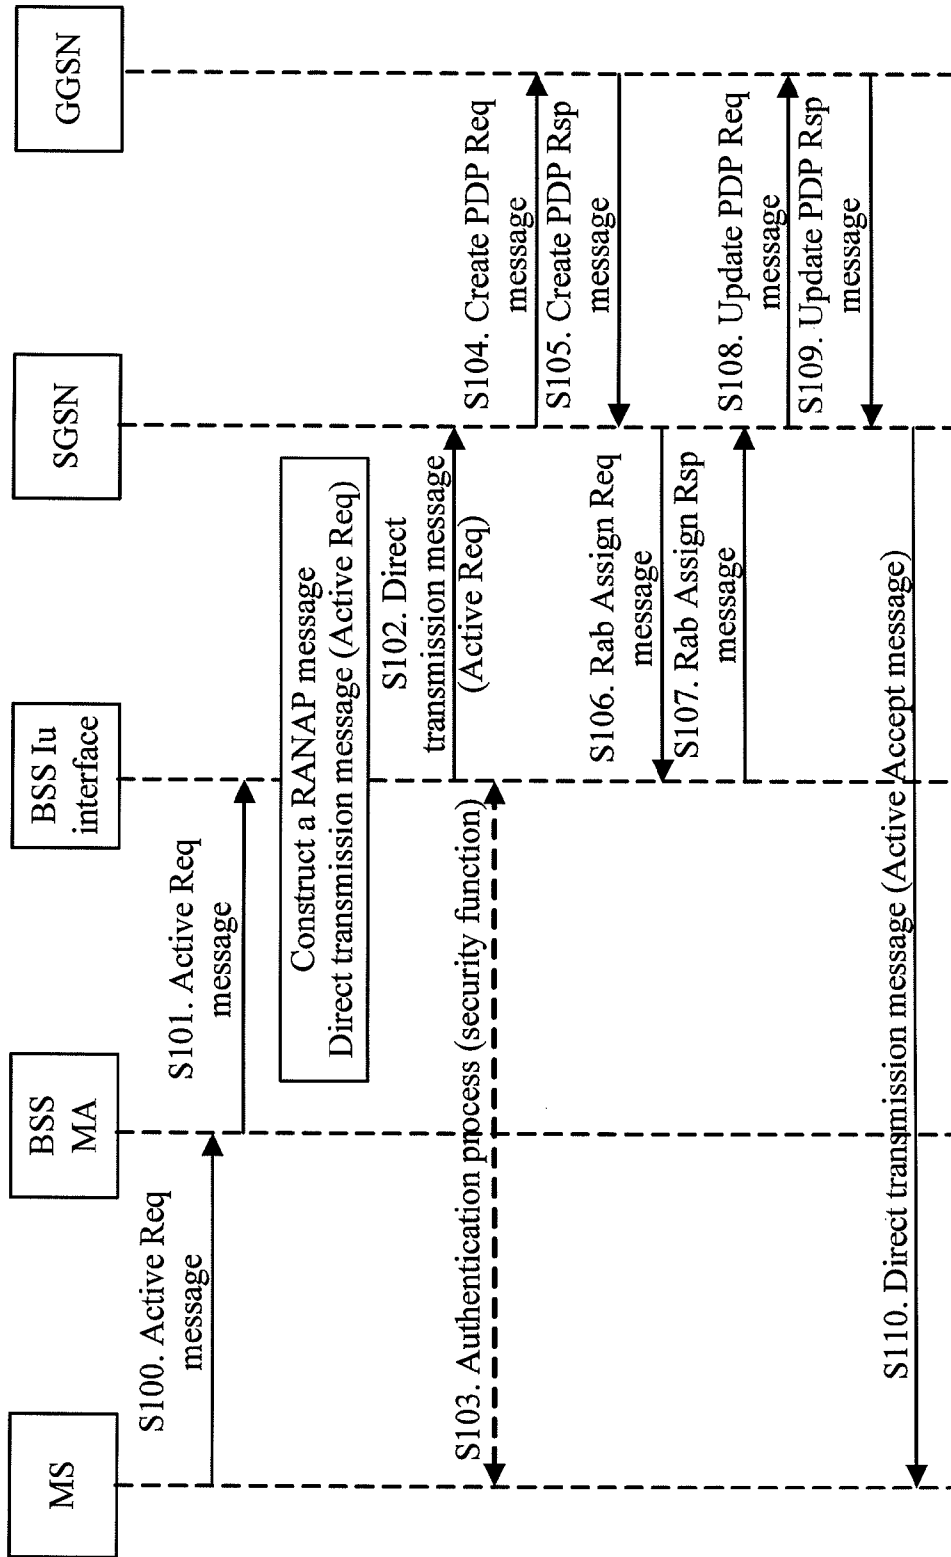 MS
BSS
MA
BSS Iu
interface
SGSN
GGSN
S100. Active Req
message
S101. Active Req
message
Construct a RANAP message
Direct transmission message (Active Req)
S102. Direct
transmission message
(Active Req)
S103. Authentication process (security function)
S104. Create PDP Req
message
S105. Create PDP Rsp
message
S106. Rab Assign Req
message
S107. Rab Assign Rsp
message
S108. Update PDP Req
message
S109. Update PDP Rsp
message
S110. Direct transmission message (Active Accept message)